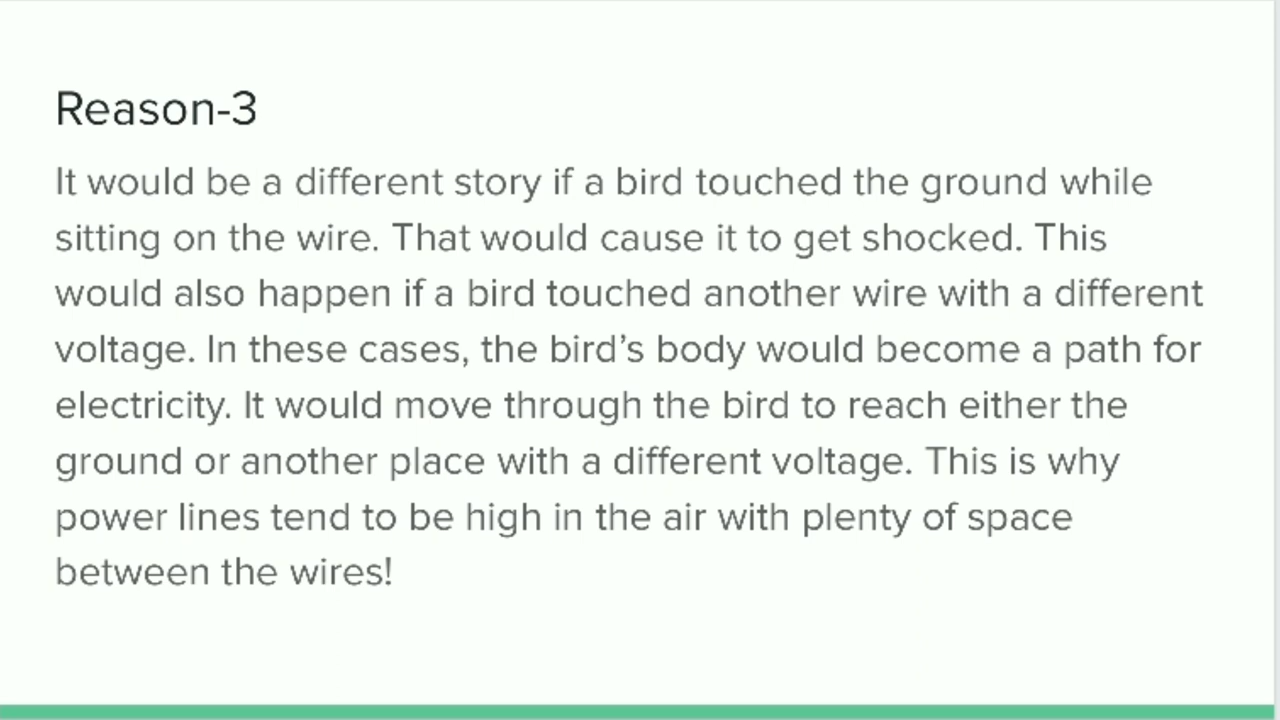 Reason-3
It would be a different story if a bird touched the ground while
sitting on the wire. That would cause it to get shocked. This
would also happen if a bird touched another wire with a different
voltage. In these cases, the bird’s body would become a path for
electricity. It would move through the bird to reach either the
ground or another place with a different voltage. This is why
power lines tend to be high in the air with plenty of space
between the wires!